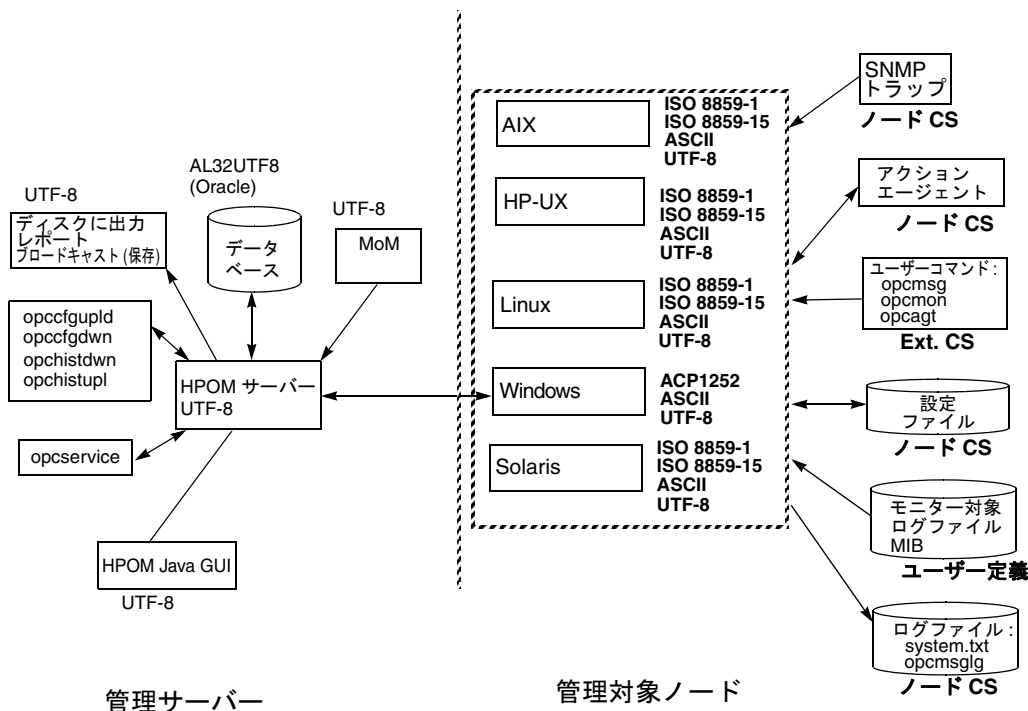 UTF-8
ディスクに出力
レポート
ブロードキャスト (保存)
AL32UTF8
(Oracle)
データ
ベース
UTF-8
MoM
opccfgupld
opccfgdwn
opchistdwn
opchistupl
HPOM サーバー
UTF-8
opcservice
HPOM Java GUI
UTF-8
管理サーバー
AIX
ISO 8859-1
ISO 8859-15
ASCII
UTF-8
HP-UX
ISO 8859-1
ISO 8859-15
ASCII
UTF-8
Linux
ISO 8859-1
ISO 8859-15
ASCII
UTF-8
Windows
ACP1252
ASCII
UTF-8
Solaris
ISO 8859-1
ISO 8859-15
ASCII
UTF-8
管理対象ノード
SNMP
トラップ
ノード CS
アクション
エージェント
ノード CS
ユーザーコマンド :
opcmsg
opcmon
opcagt
Ext. CS
設定
ファイル
ノード CS
モニター対象
ログファイル
MIB
ユーザー定義
ログファイル :
system.txt
opcmsglg
ノード CS